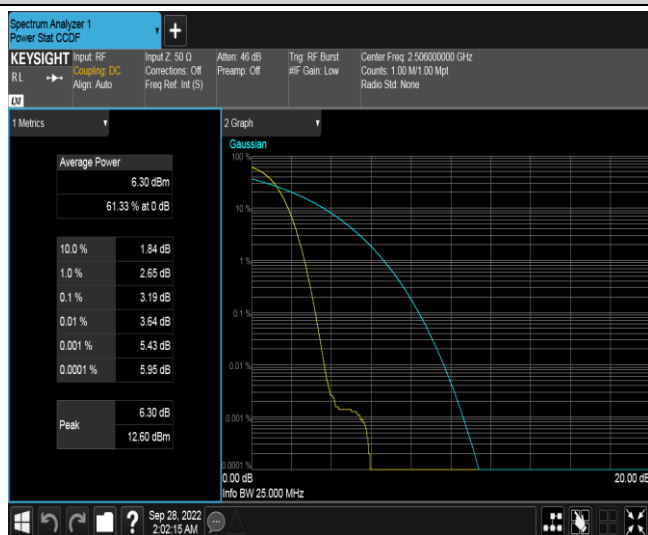 Spectrum Analyzer 1
Power Stat CCDF
KEYSIGHT
Input: RF
Input Z: 50 Ω
Atten: 46 dB
Trig: RF Burst
Center Freq: 2.506000000 GHz
RL
Coupling: DC
Corrections: Off
Preamp: Off
#IF Gain: Low
Counts: 1.00 M/1.00 Mpt
Align: Auto
Freq Ref: Int (S)
Radio Std: None
LXI
1 Metrics
2 Graph
Average Power
6.30 dBm
61.33 % at 0 dB
10.0 % 1.84 dB
1.0 % 2.65 dB
0.1 % 3.19 dB
0.01 % 3.64 dB
0.001 % 5.43 dB
0.0001 % 5.95 dB
Peak
6.30 dB
12.60 dBm
Gaussian
100 %
10 %
1 %
0.1 %
0.01 %
0.001 %
0.0001 %
0.00 dB
20.00 dB
Info BW 25.000 MHz
?
Sep 28, 2022
2:02:15 AM